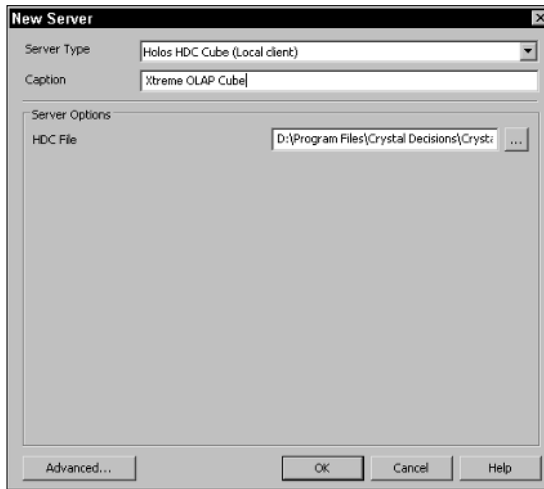 New Server
Server Type Holos HDC Cube (Local client)
Caption Xtreme OLAP Cube
Server Options
HDC File D:\Program Files\Crystal Decisions\Crysta ...
Advanced... OK Cancel Help